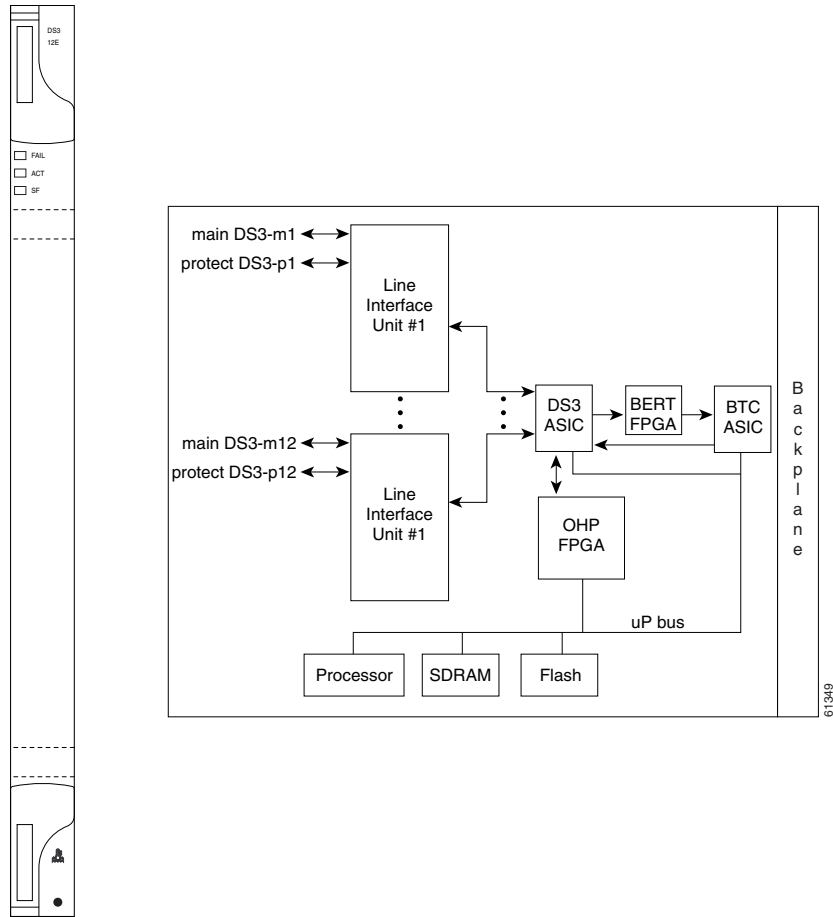 DS3
12E
FAIL
ACT
SF
main DS3-m1
protect DS3-p1
Line
Interface
Unit #1
main DS3-m12
protect DS3-p12
Line
Interface
Unit #1
DS3
ASIC
BERT
FPGA
BTC
ASIC
OHP
FPGA
uP bus
Processor
SDRAM
Flash
Backplane
61349